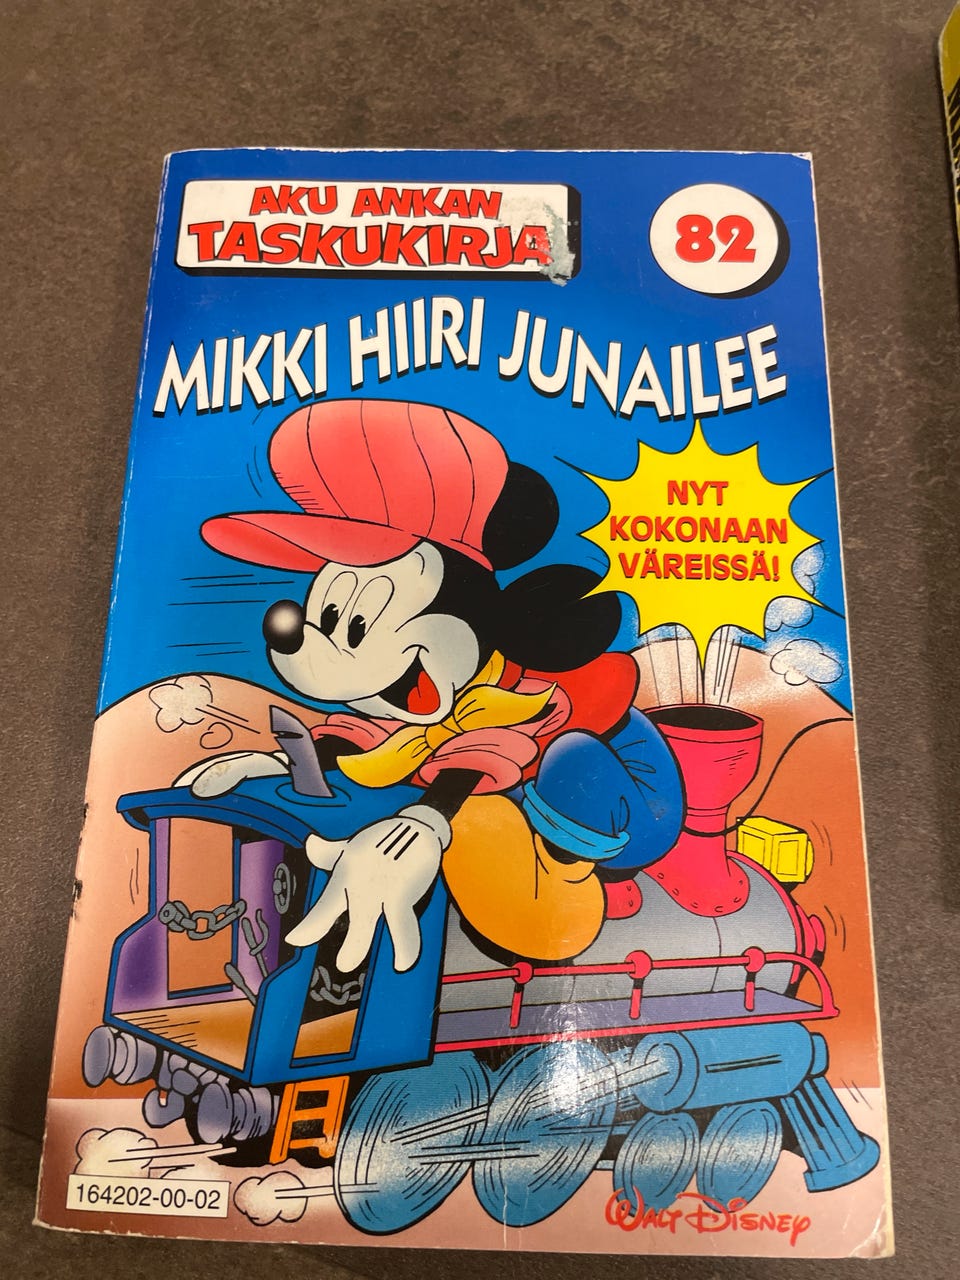 AKU ANKAN
TASKUKIRJA
82
MIKKI HIIRI JUNAILEE
NYT
KOKONAAN
VÄREISSÄ!
164202-00-02
WALT DISNEY